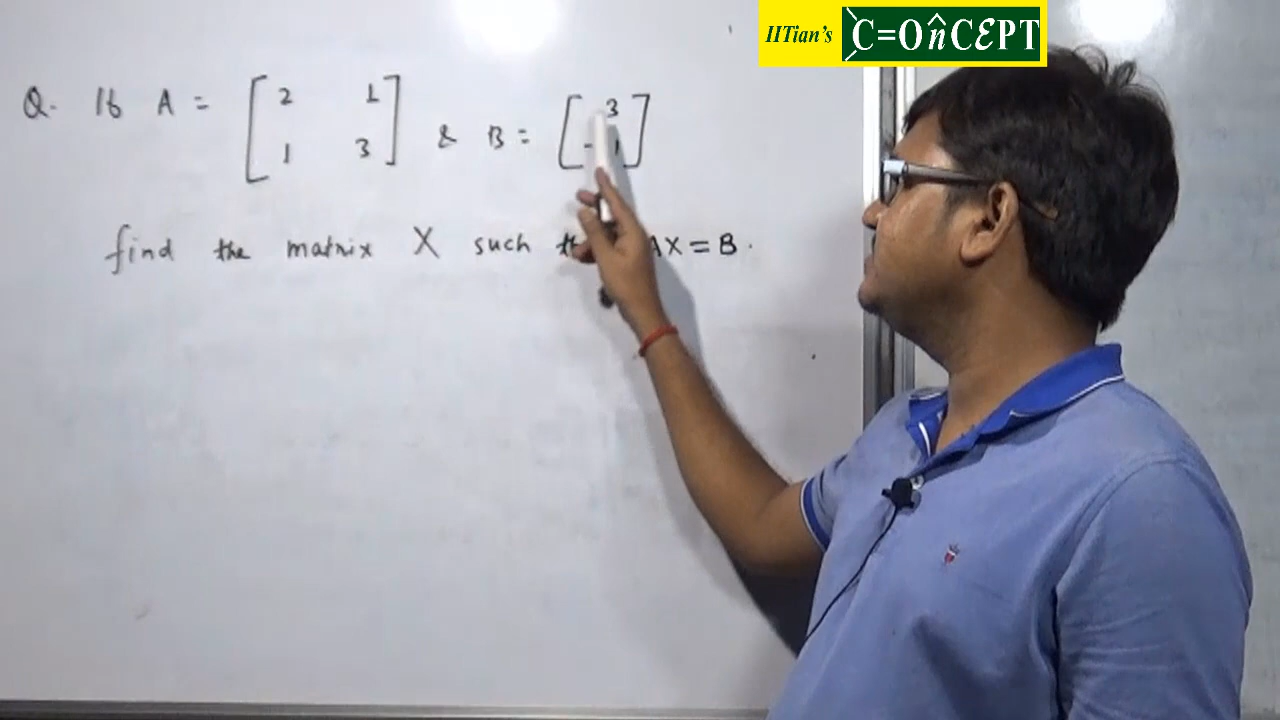 IITian's C=OnCEPT
Q. If A = [2 1
1 3] & B = [3
- 1]
find the matrix X such AX = B.